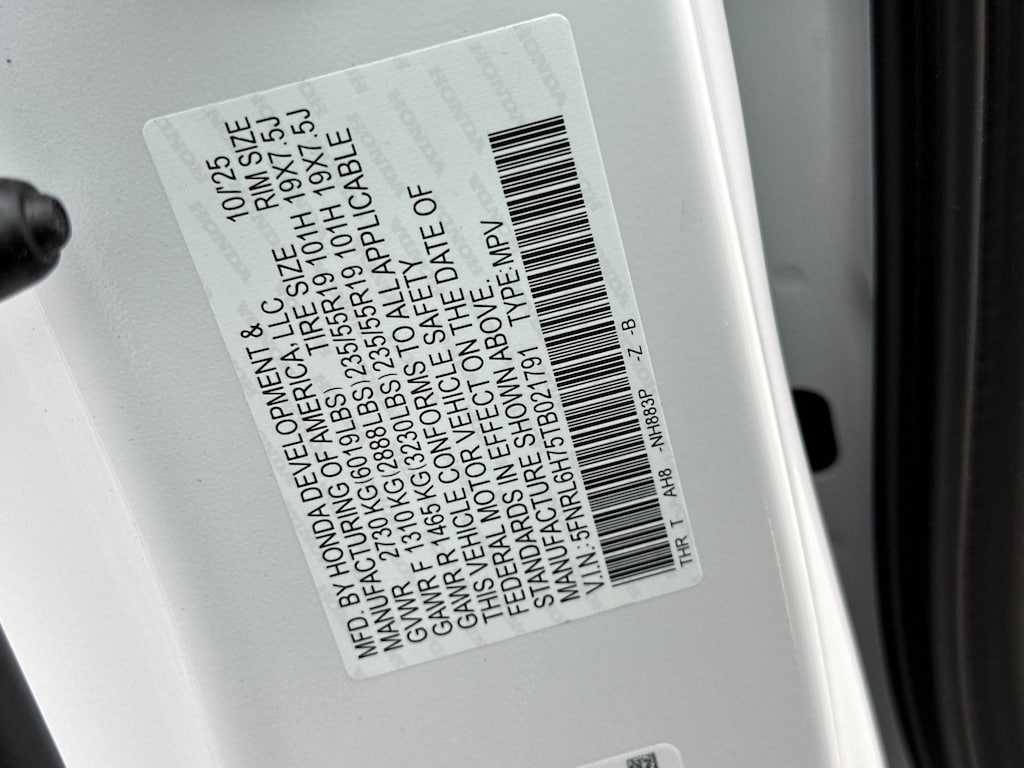 MFD. BY HONDA DEVELOPMENT & 10/25
MANUFACTURING OF AMERICA, LLC RIM SIZE
GVWR 2730 KG(6019LBS) TIRE SIZE 19X7.5J
GAWR F 1310 KG(2888LBS) 235/55R19 101H 19X7.5J
GAWR R 1465 KG(3230LBS) 235/55R19 101H
THIS VEHICLE CONFORMS TO ALL APPLICABLE
FEDERAL MOTOR VEHICLE SAFETY
STANDARDS IN EFFECT ON THE DATE OF
MANUFACTURE SHOWN ABOVE.
V.I.N.: 5FNRL6H75TB021791 TYPE: MPV
THR T AH8 -NH883P -Z -B